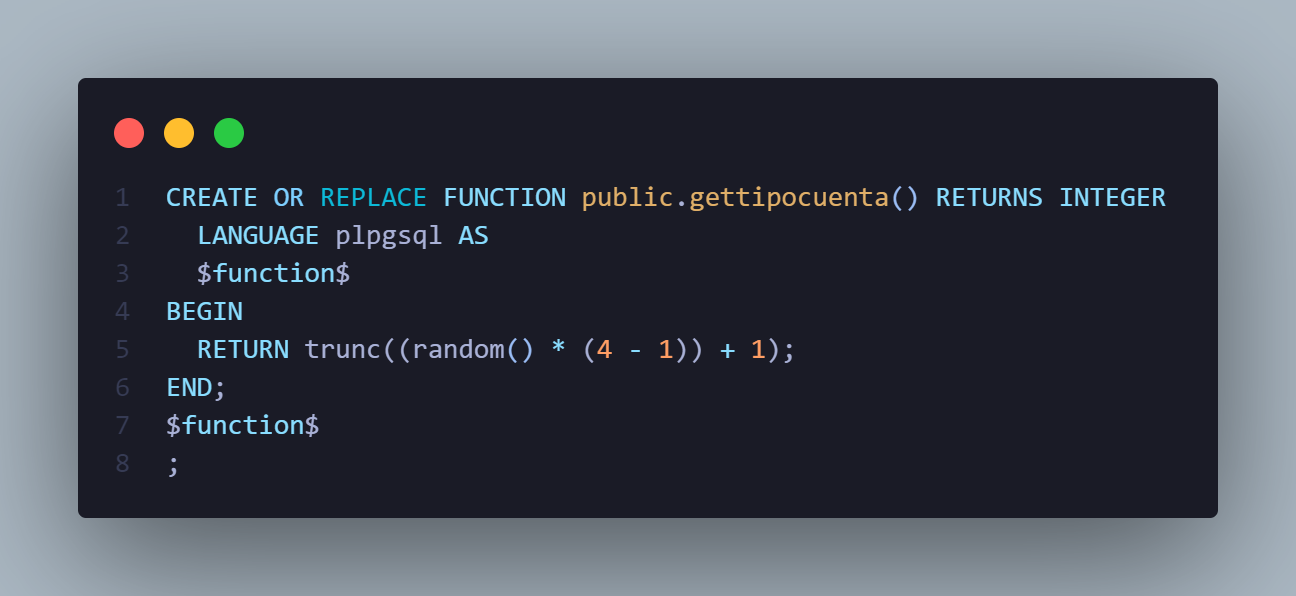 1 CREATE OR REPLACE FUNCTION public.gettipocuenta() RETURNS INTEGER
2   LANGUAGE plpgsql AS
3   $function$
4 BEGIN
5   RETURN trunc((random() * (4 - 1)) + 1);
6 END;
7 $function$
8 ;